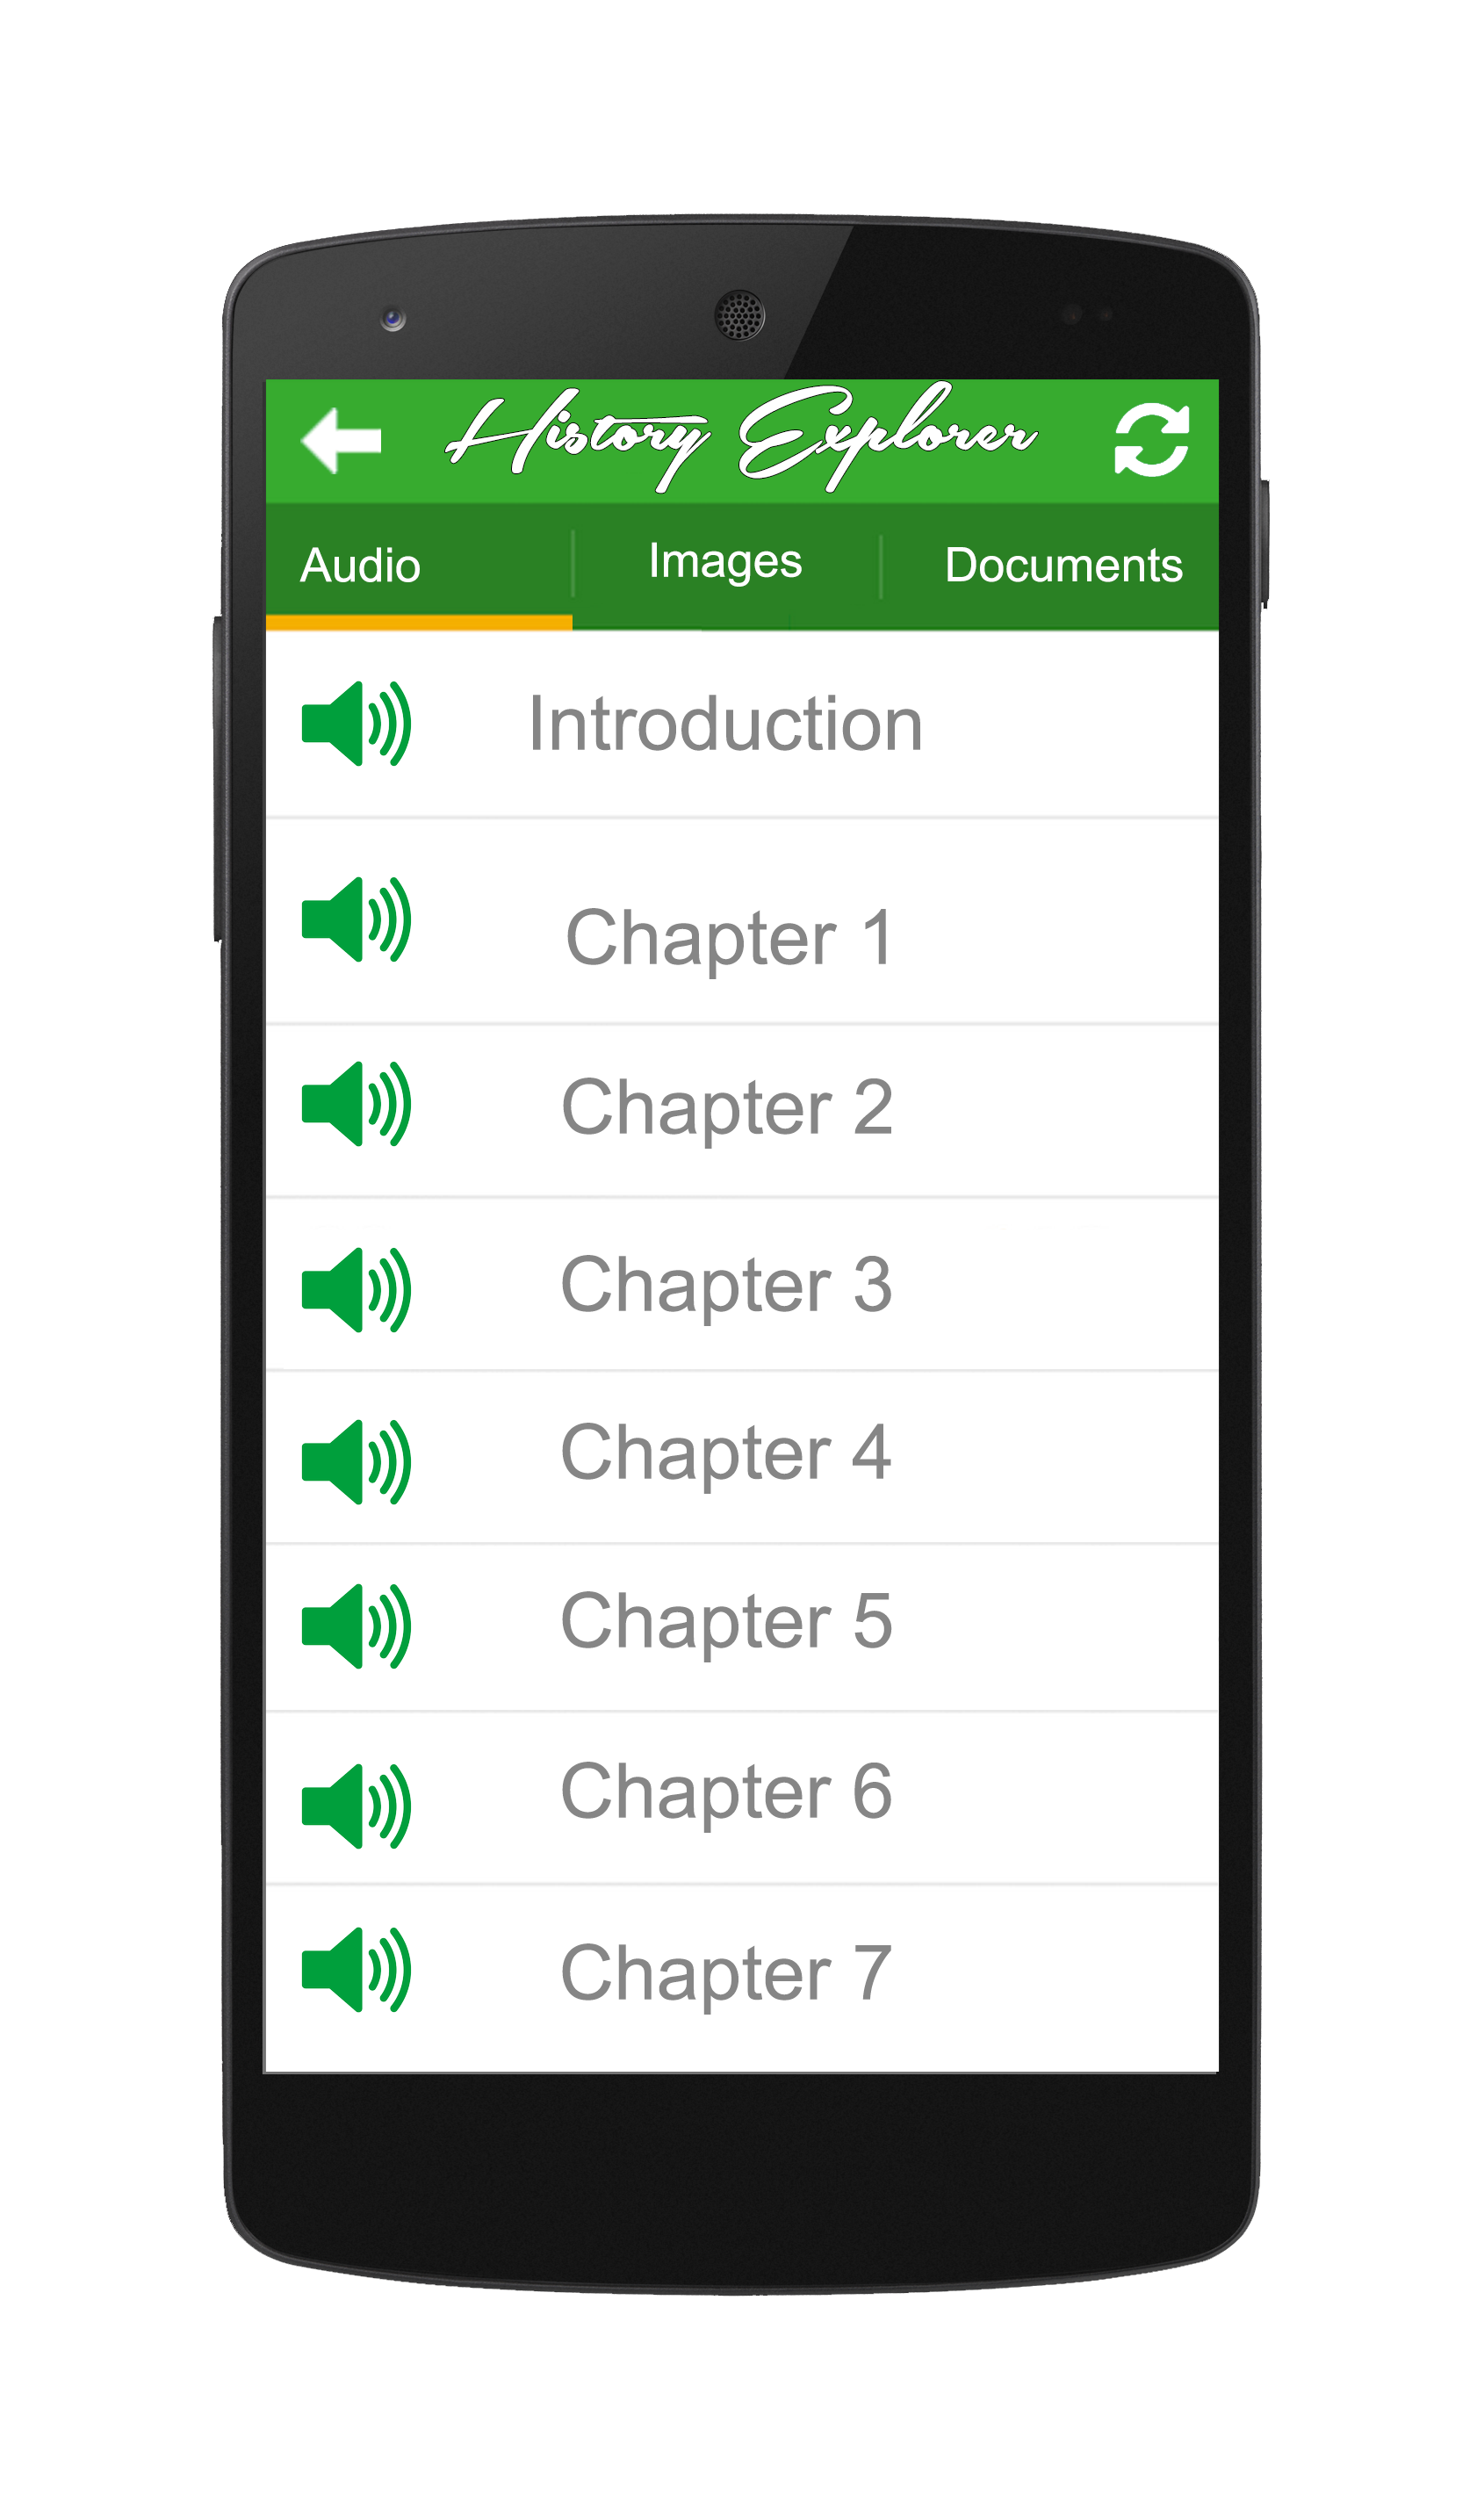 History Explorer
Audio Images Documents
Introduction
Chapter 1
Chapter 2
Chapter 3
Chapter 4
Chapter 5
Chapter 6
Chapter 7